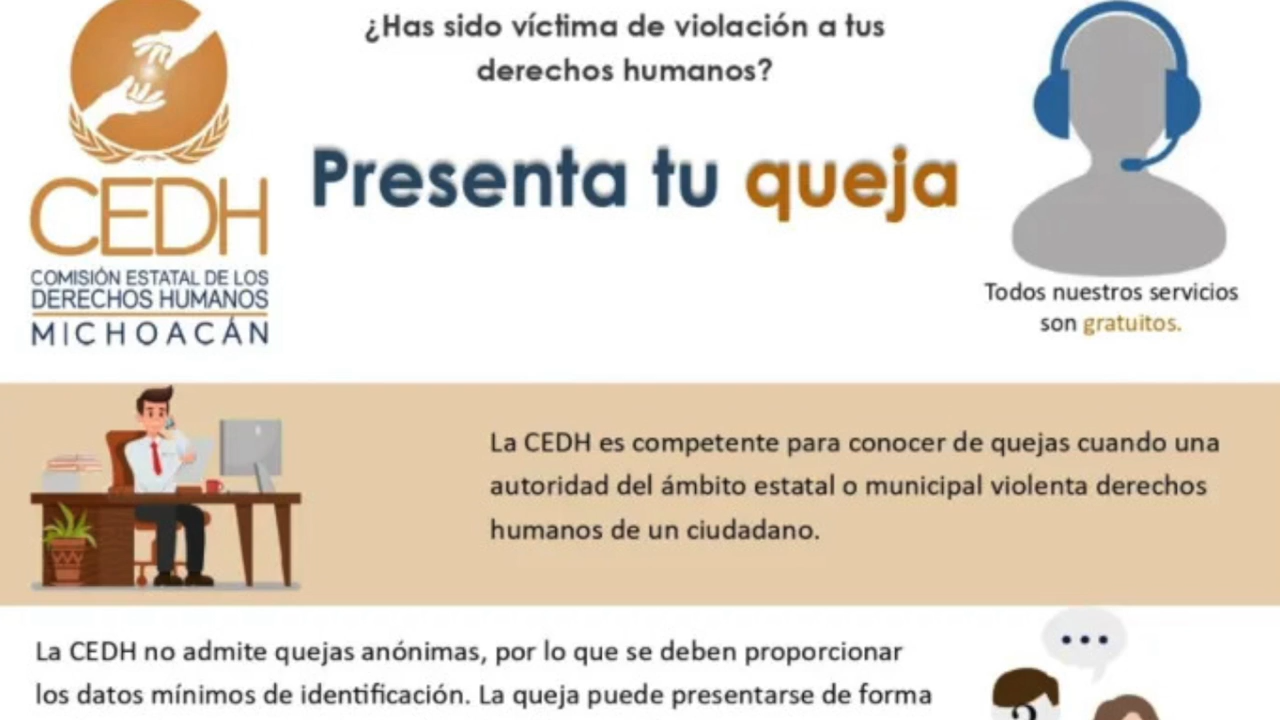 ¿Has sido víctima de violación a tus
derechos humanos?
Presenta tu queja
CEDH
COMISIÓN ESTATAL DE LOS
DERECHOS HUMANOS
MICHOACÁN
Todos nuestros servicios
son gratuitos.
La CEDH es competente para conocer de quejas cuando una
autoridad del ámbito estatal o municipal violenta derechos
humanos de un ciudadano.
La CEDH no admite quejas anónimas, por lo que se deben proporcionar
los datos mínimos de identificación. La queja puede presentarse de forma
?